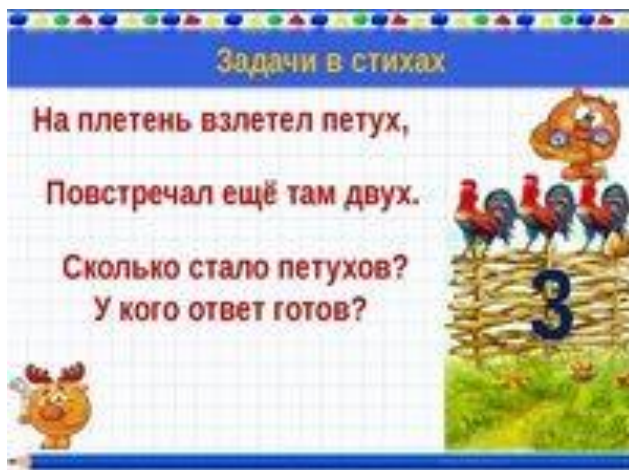 Задачи в стихах
На плетень взлетел петух,
Повстречал ещё там двух.
Сколько стало петухов?
У кого ответ готов?
3